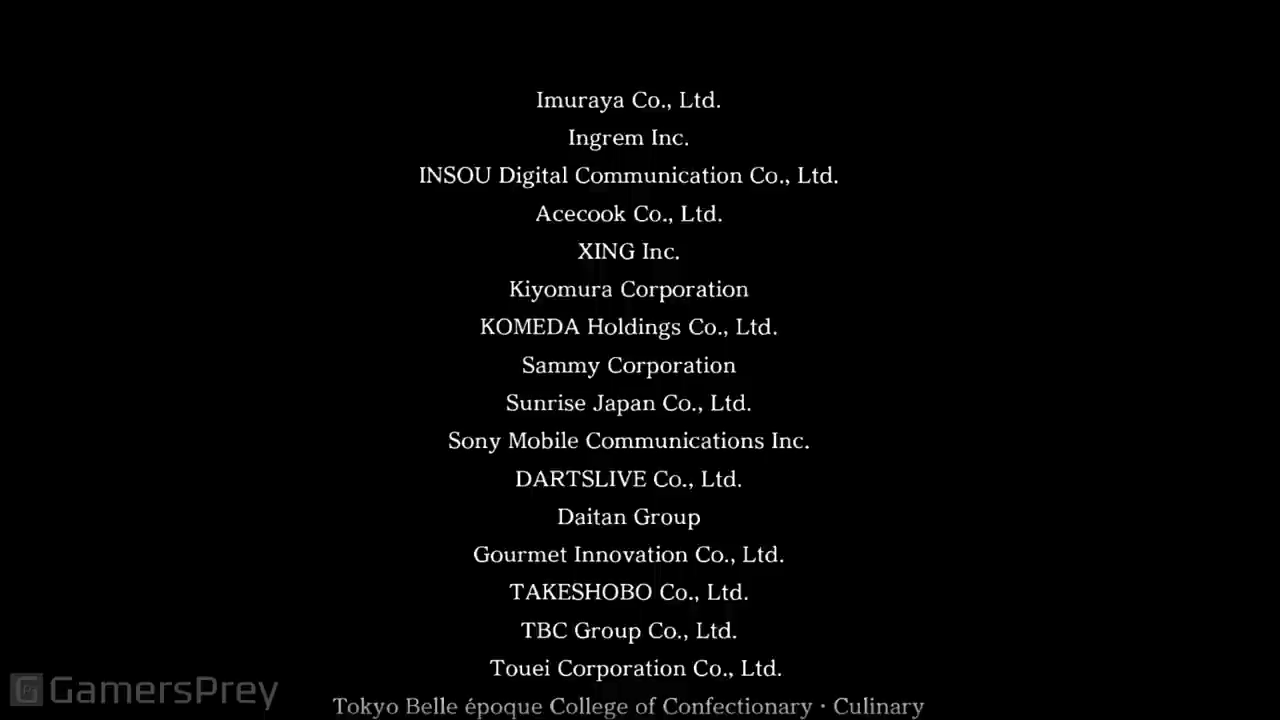 Imuraya Co., Ltd.
Ingrem Inc.
INSOU Digital Communication Co., Ltd.
Acecook Co., Ltd.
XING Inc.
Kiyomura Corporation
KOMEDA Holdings Co., Ltd.
Sammy Corporation
Sunrise Japan Co., Ltd.
Sony Mobile Communications Inc.
DARTSLIVE Co., Ltd.
Daitan Group
Gourmet Innovation Co., Ltd.
TAKESHOBO Co., Ltd.
TBC Group Co., Ltd.
Touei Corporation Co., Ltd.
GamersPrey
Tokyo Belle époque College of Confectionary・Culinary